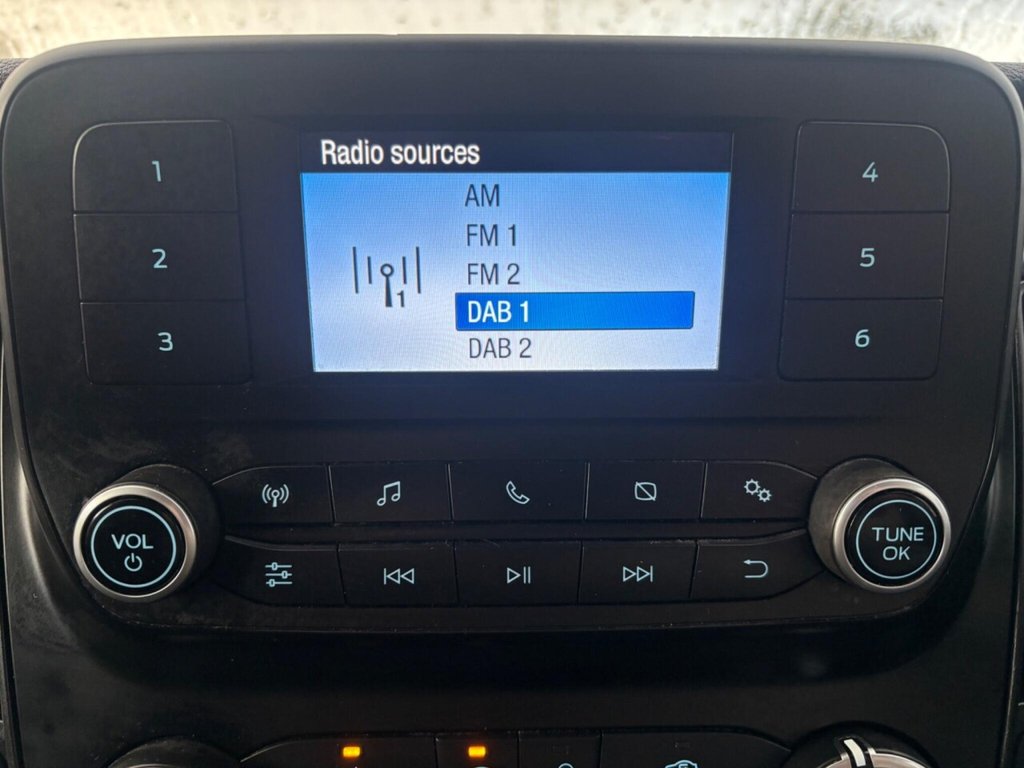 Radio sources
AM
FM 1
FM 2
DAB 1
DAB 2
1
1
2
3
4
5
6
VOL
TUNE
OK